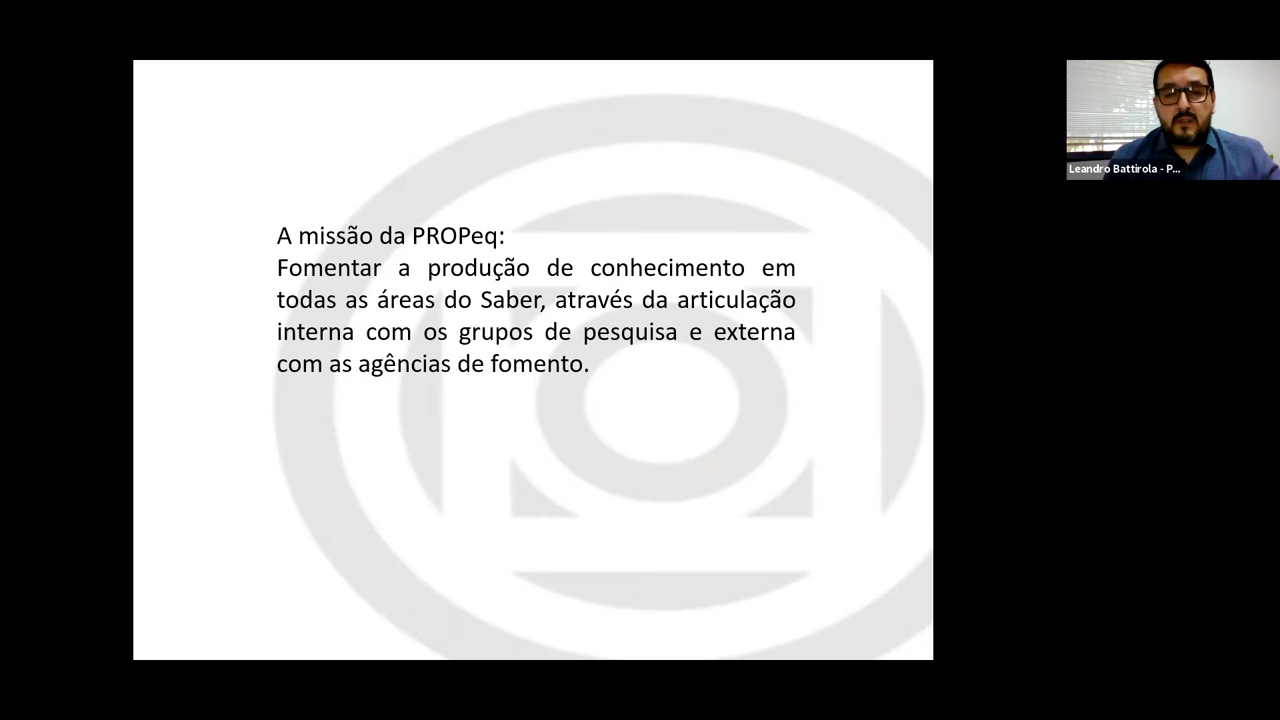 A missão da PROPeq:
Fomentar a produção de conhecimento em
todas as áreas do Saber, através da articulação
interna com os grupos de pesquisa e externa
com as agências de fomento.
Leandro Battirola - P...